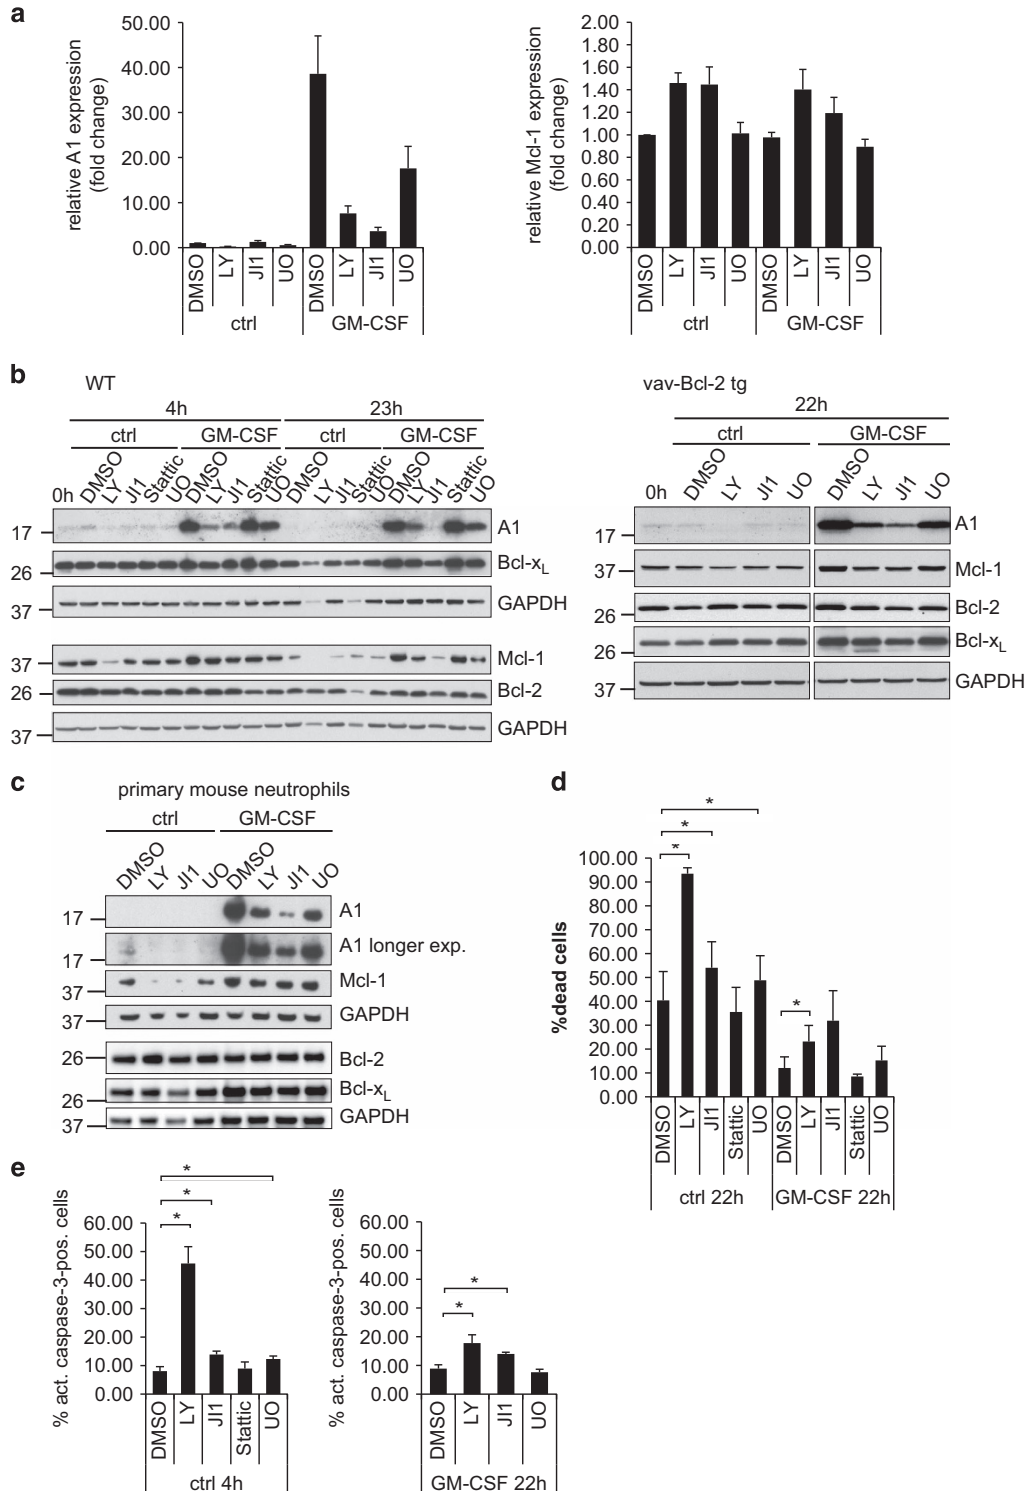 a
relative A1 expression
(fold change)
50.00
40.00
30.00
20.00
10.00
0.00
DMSO
LY
JI1
UO
DMSO
LY
JI1
UO
ctrl
GM-CSF
relative Mcl-1 expression
(fold change)
2.00
1.80
1.60
1.40
1.20
1.00
0.80
0.60
0.40
0.20
0.00
DMSO
LY
JI1
UO
DMSO
LY
JI1
UO
ctrl
GM-CSF
b
WT
4h
23h
ctrl
GM-CSF
ctrl
GM-CSF
0h
DMSO
LY
JI1
Stattic
UO
DMSO
LY
JI1
Stattic
UO
DMSO
LY
JI1
Stattic
UO
DMSO
LY
JI1
Stattic
UO
17
A1
26
Bcl-xL
37
GAPDH
37
Mcl-1
26
Bcl-2
37
GAPDH
vav-Bcl-2 tg
22h
ctrl
GM-CSF
0h
DMSO
LY
JI1
UO
DMSO
LY
JI1
UO
17
A1
37
Mcl-1
26
Bcl-2
26
Bcl-xL
37
GAPDH
c
primary mouse neutrophils
ctrl
GM-CSF
DMSO
LY
JI1
UO
DMSO
LY
JI1
UO
17
A1
17
A1 longer exp.
37
Mcl-1
37
GAPDH
26
Bcl-2
26
Bcl-xL
37
GAPDH
d
%dead cells
100.00
90.00
80.00
70.00
60.00
50.00
40.00
30.00
20.00
10.00
0.00
*
*
*
*
DMSO
LY
JI1
Stattic
UO
DMSO
LY
JI1
Stattic
UO
ctrl 22h
GM-CSF 22h
e
% act. caspase-3-pos. cells
60.00
50.00
40.00
30.00
20.00
10.00
0.00
*
*
*
DMSO
LY
JI1
Stattic
UO
ctrl 4h
% act. caspase-3-pos. cells
60.00
50.00
40.00
30.00
20.00
10.00
0.00
*
*
DMSO
LY
JI1
UO
GM-CSF 22h